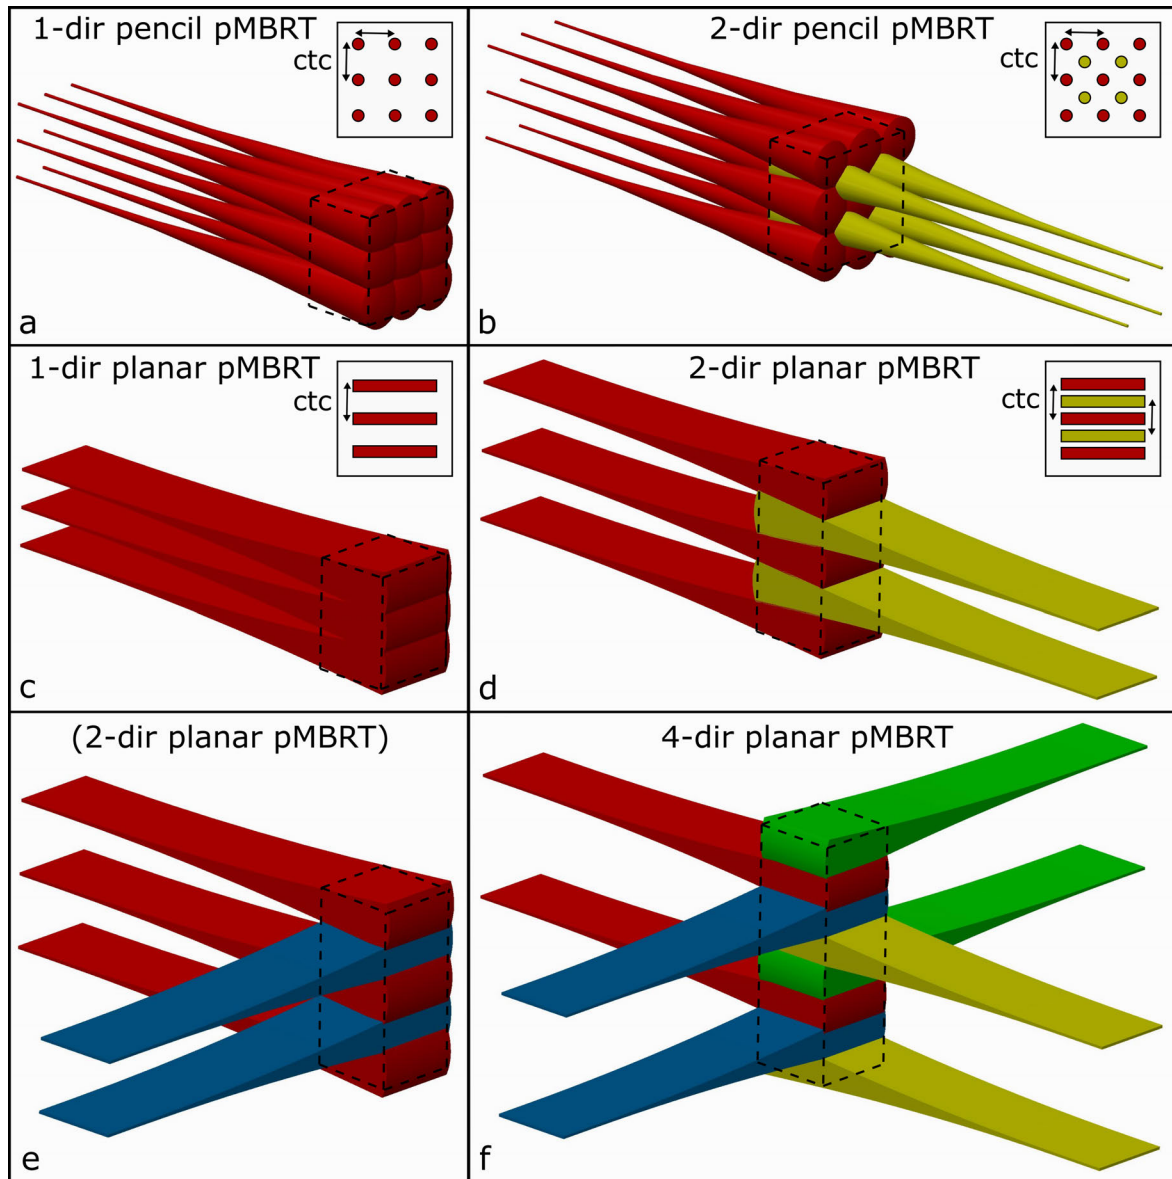 1-dir pencil pMBRT
ctc
a
2-dir pencil pMBRT
ctc
b
1-dir planar pMBRT
ctc
c
2-dir planar pMBRT
ctc
d
(2-dir planar pMBRT)
e
4-dir planar pMBRT
f